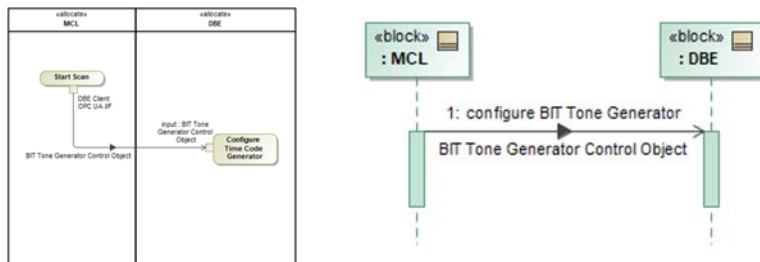 «allocate»
MCL
«allocate»
DBE
Start Scan
DBE Client
OPC UA I/F
input : BIT Tone
Generator Control
Object
Configure
Time Code
Generator
BIT Tone Generator Control Object
«block»
: MCL
«block»
: DBE
1: configure BIT Tone Generator
BIT Tone Generator Control Object